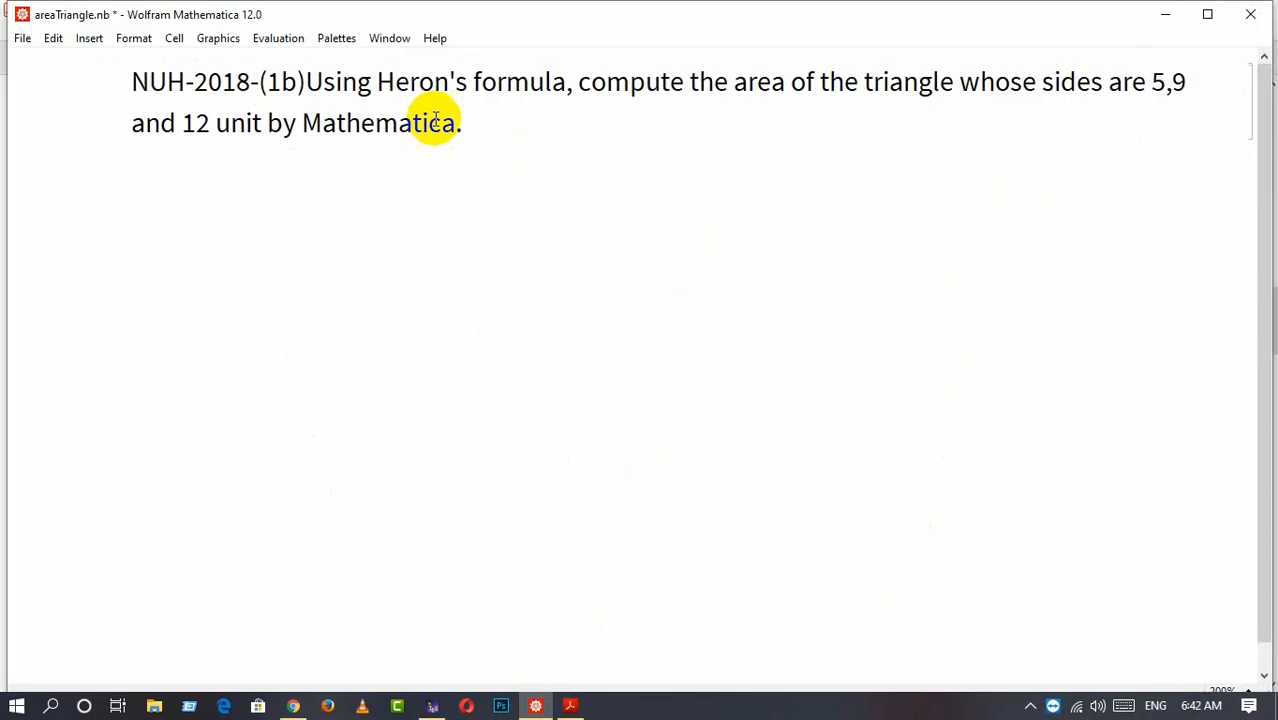 areaTriangle.nb * - Wolfram Mathematica 12.0
File Edit Insert Format Cell Graphics Evaluation Palettes Window Help
NUH-2018-(1b)Using Heron's formula, compute the area of the triangle whose sides are 5,9
and 12 unit by Mathematica.
200%
Ps
ENG 6:42 AM